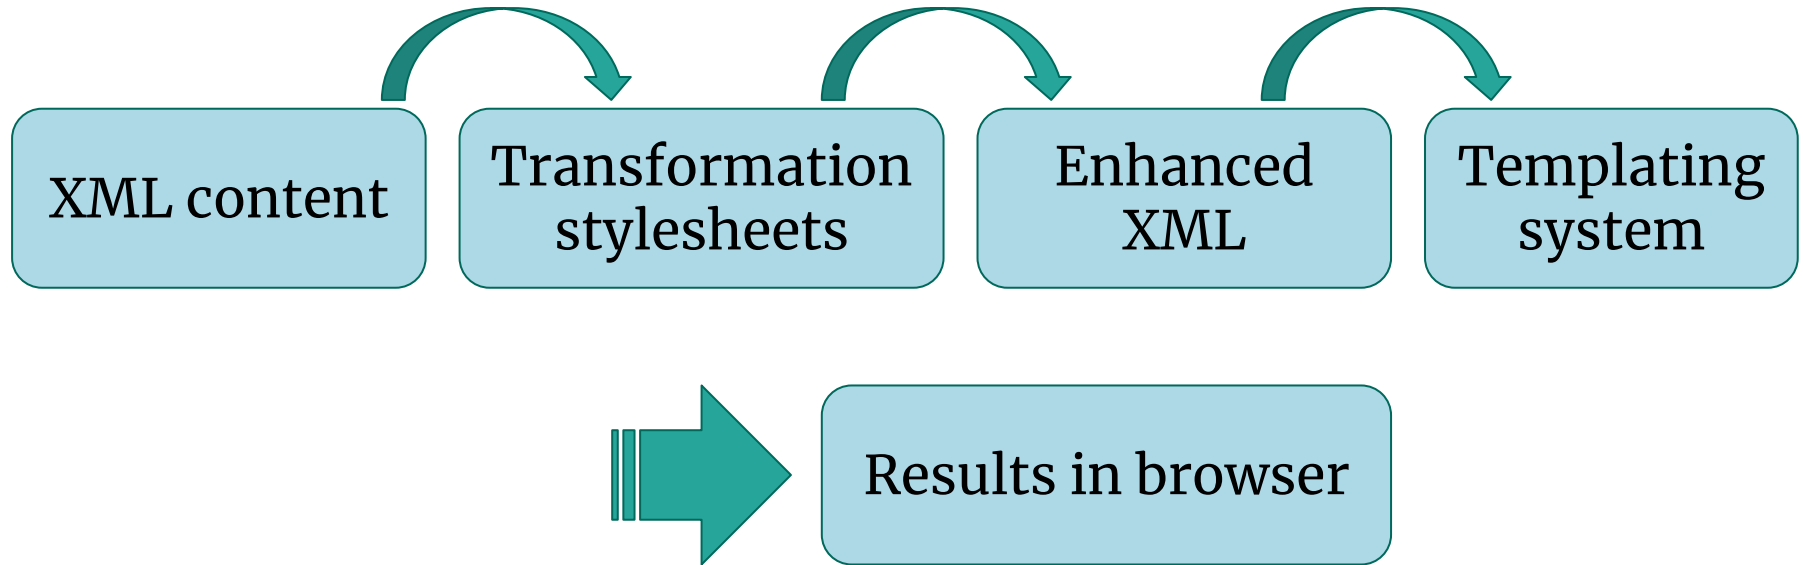 XML content
Transformation
stylesheets
Enhanced
XML
Templating
system
Results in browser